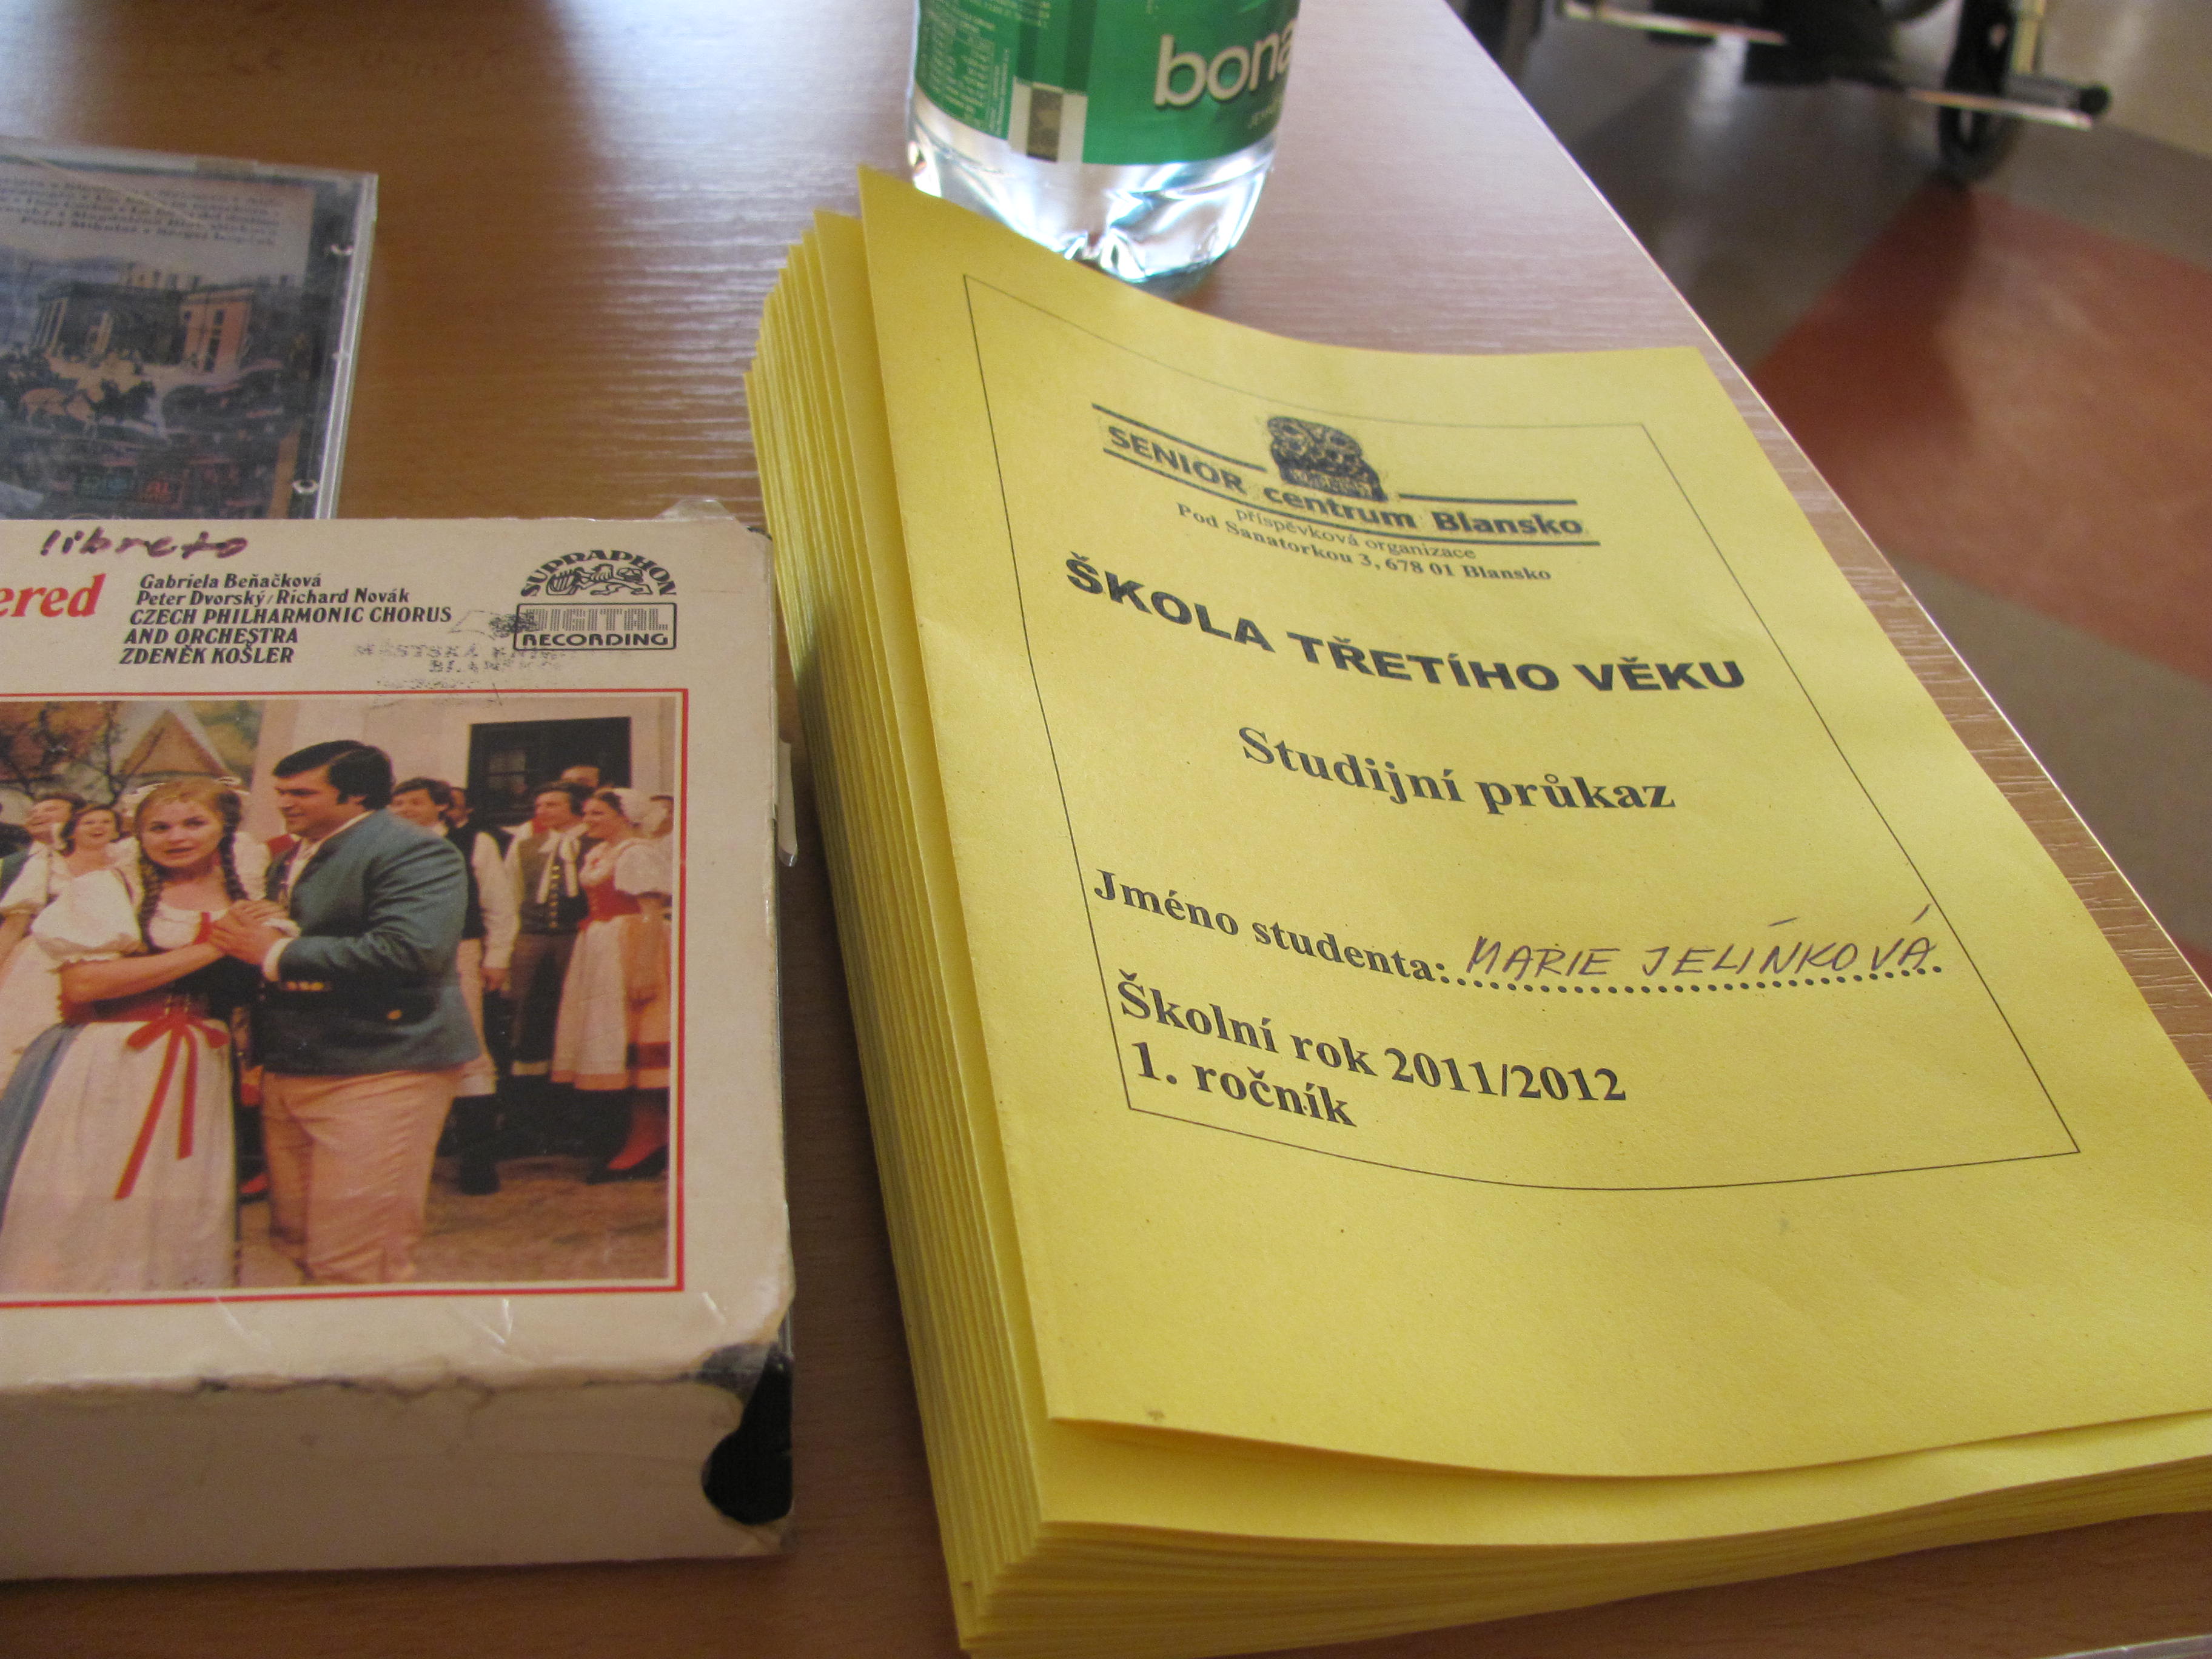 bona
libreto
ered
Gabriela Beňačková
Peter Dvorský / Richard Novák
CZECH PHILHARMONIC CHORUS
AND ORCHESTRA
ZDENĚK KOŠLER
SUPRAPHON
DIGITAL
RECORDING
MĚSTSKÁ
SENIOR centrum Blansko
příspěvková organizace
Pod Sanatorkou 3, 678 01 Blansko
ŠKOLA TŘETÍHO VĚKU
Studijní průkaz
Jméno studenta: MARIE JELÍNKOVÁ
Školní rok 2011/2012
1. ročník